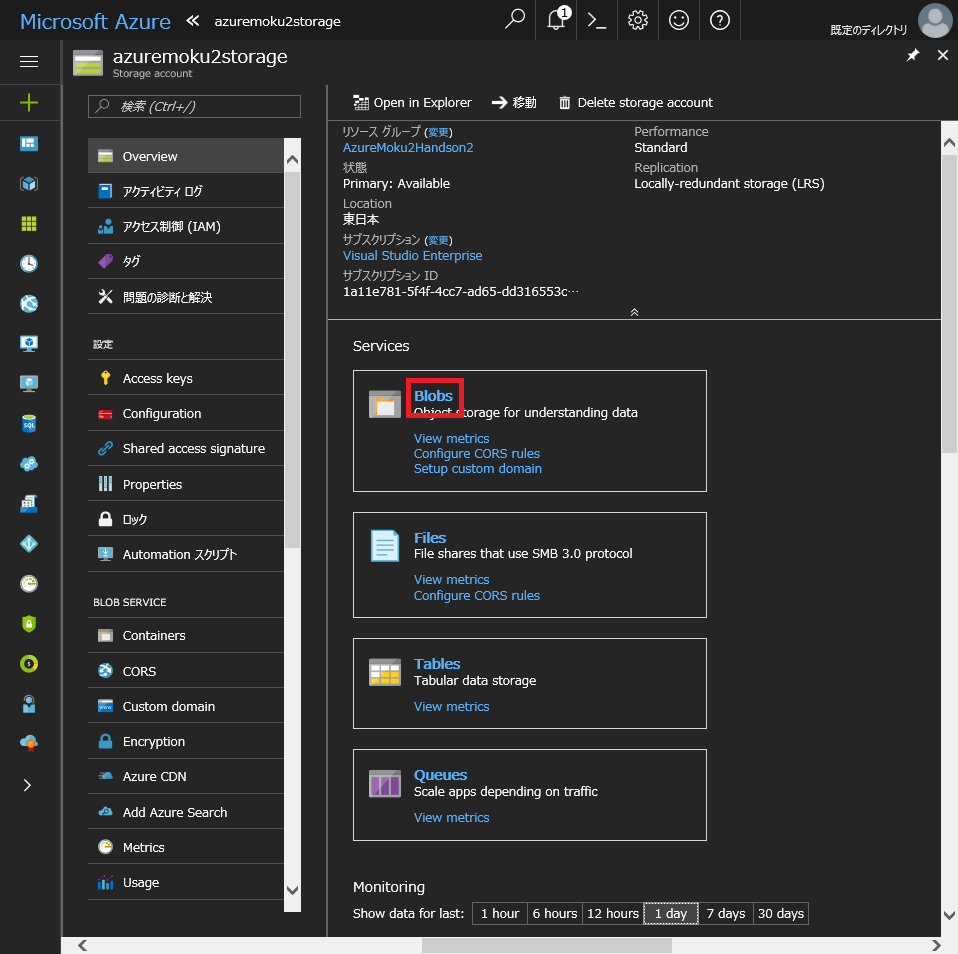 Microsoft Azure azuremoku2storage
1
既定のディレクトリ
azuremoku2storage
Storage account
検索 (Ctrl+/)
Overview
アクティビティ ログ
アクセス制御 (IAM)
タグ
問題の診断と解決
設定
Access keys
Configuration
Shared access signature
Properties
ロック
Automation スクリプト
BLOB SERVICE
Containers
CORS
Custom domain
Encryption
Azure CDN
Add Azure Search
Metrics
Usage
Open in Explorer 移動 Delete storage account
リソース グループ (変更)
AzureMoku2Handson2
状態
Primary: Available
Location
東日本
サブスクリプション (変更)
Visual Studio Enterprise
サブスクリプション ID
1a11e781-5f4f-4cc7-ad65-dd316553c…
Performance
Standard
Replication
Locally-redundant storage (LRS)
Services
Blobs
Object storage for understanding data
View metrics
Configure CORS rules
Setup custom domain
Files
File shares that use SMB 3.0 protocol
View metrics
Configure CORS rules
Tables
Tabular data storage
View metrics
Queues
Scale apps depending on traffic
View metrics
Monitoring
Show data for last: 1 hour 6 hours 12 hours 1 day 7 days 30 days